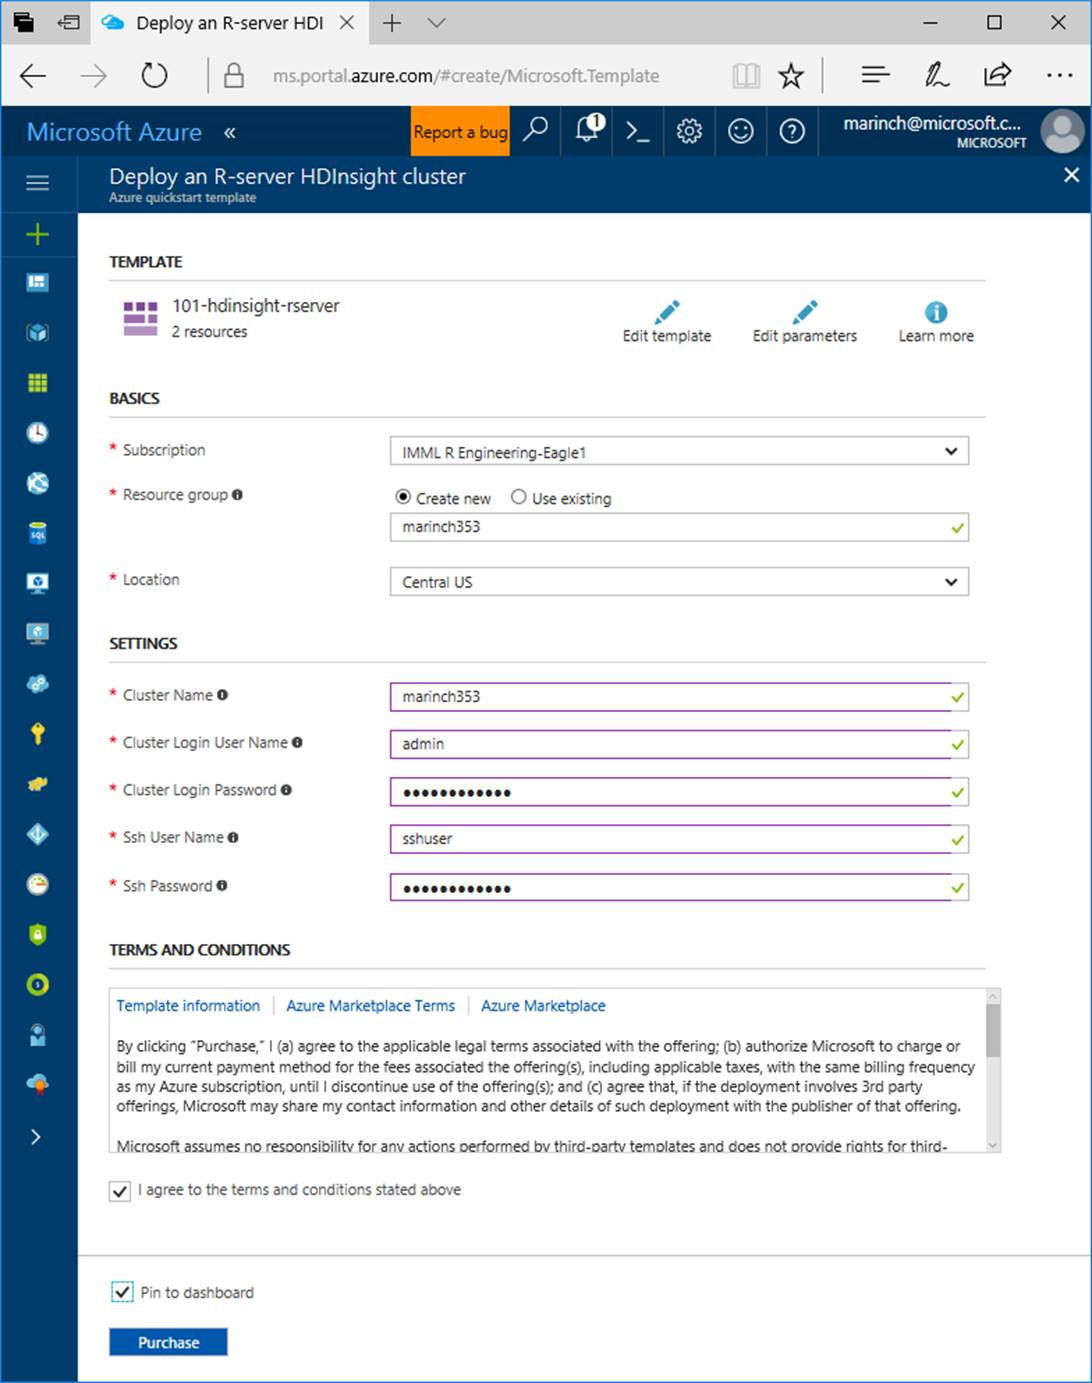 Deploy an R-server HDI
ms.portal.azure.com/#create/Microsoft.Template
Microsoft Azure «
Report a bug
1
marinch@microsoft.c...
MICROSOFT
Deploy an R-server HDInsight cluster
Azure quickstart template
TEMPLATE
101-hdinsight-rserver
2 resources
Edit template
Edit parameters
Learn more
BASICS
* Subscription
IMML R Engineering-Eagle1
* Resource group
Create new
Use existing
marinch353
* Location
Central US
SETTINGS
* Cluster Name
marinch353
* Cluster Login User Name
admin
* Cluster Login Password
●●●●●●●●●●●●
* Ssh User Name
sshuser
* Ssh Password
●●●●●●●●●●●●
TERMS AND CONDITIONS
Template information | Azure Marketplace Terms | Azure Marketplace
By clicking "Purchase," I (a) agree to the applicable legal terms associated with the offering; (b) authorize Microsoft to charge or
bill my current payment method for the fees associated the offering(s), including applicable taxes, with the same billing frequency
as my Azure subscription, until I discontinue use of the offering(s); and (c) agree that, if the deployment involves 3rd party
offerings, Microsoft may share my contact information and other details of such deployment with the publisher of that offering.
Microsoft assumes no responsibility for any actions performed by third-party templates and does not provide rights for third-
I agree to the terms and conditions stated above
Pin to dashboard
Purchase